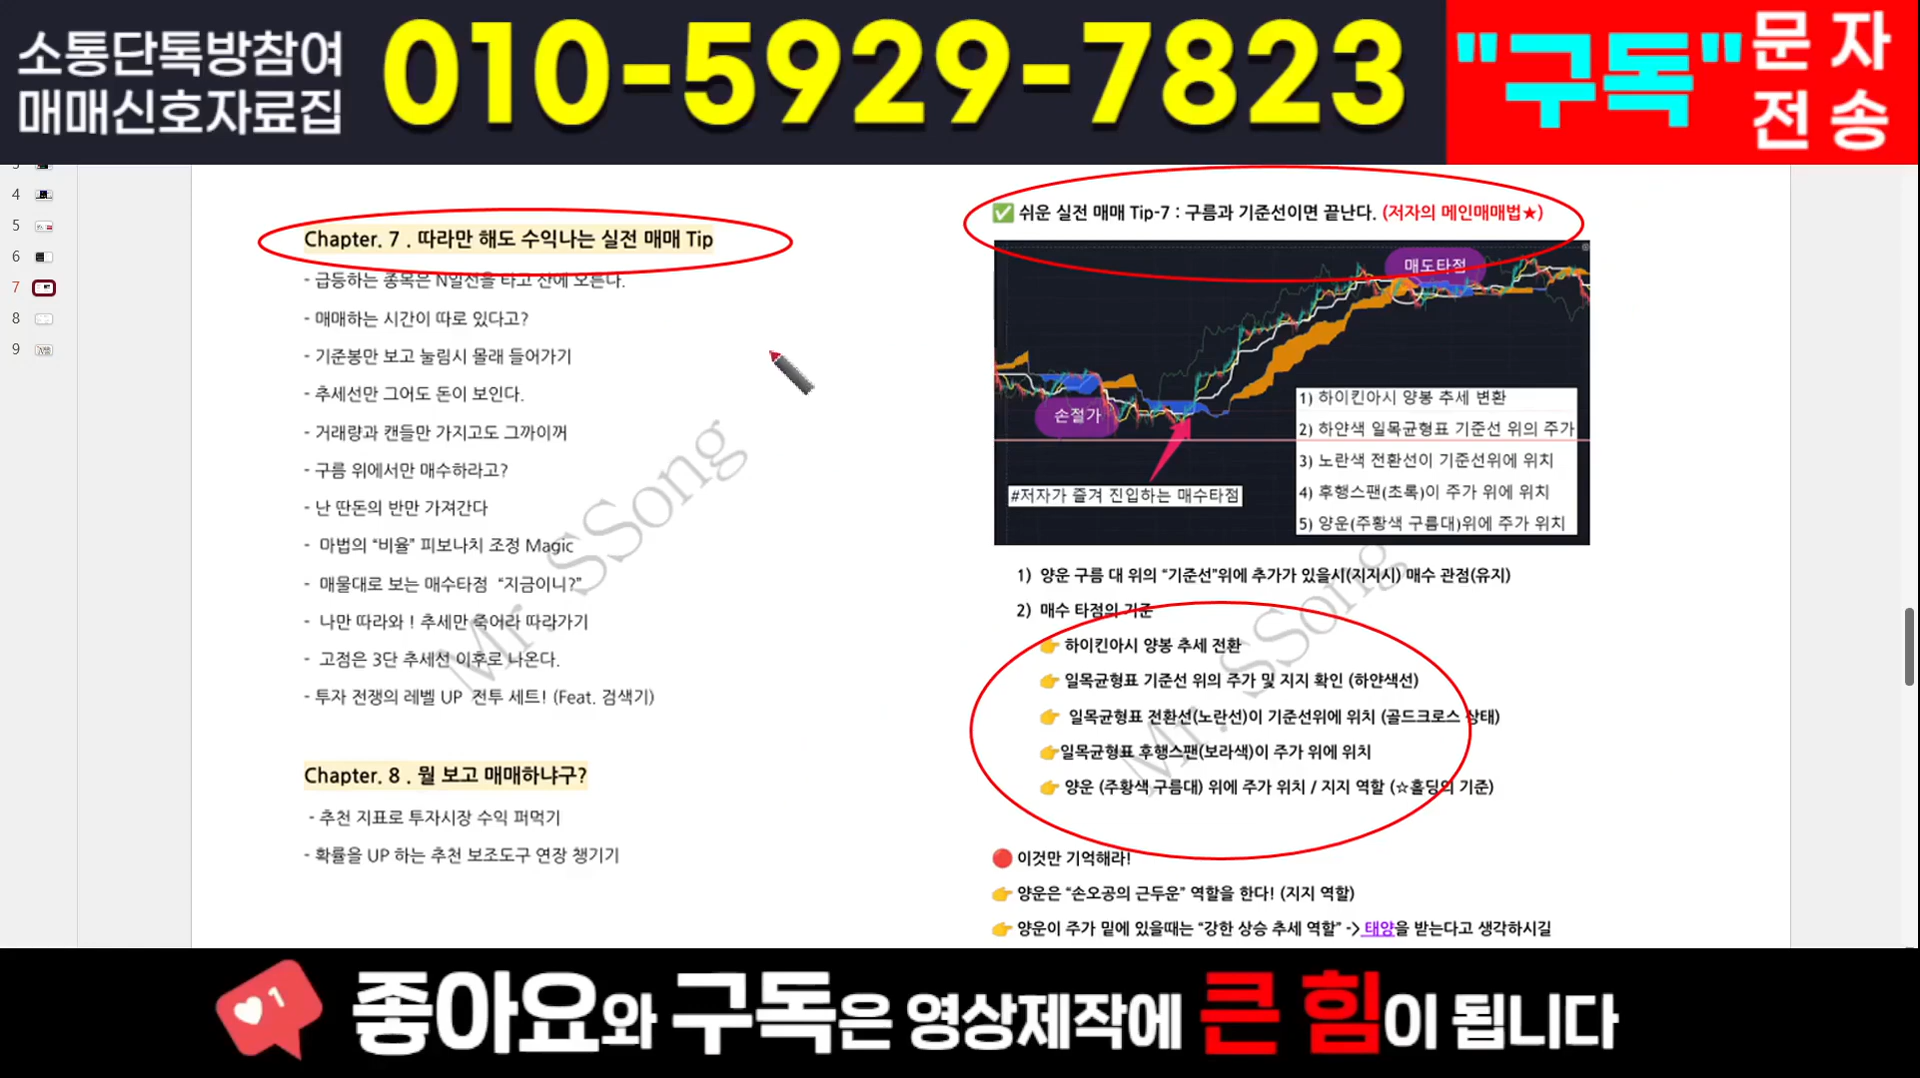 소통단톡방참여
매매신호자료집
010-5929-7823
"구독"
문자
전송
4
5
6
7
8
9
Chapter. 7 . 따라만 해도 수익나는 실전 매매 Tip
- 급등하는 종목은 N일선을 타고 산에 오른다.
- 매매하는 시간이 따로 있다고?
- 기준봉만 보고 눌림시 몰래 들어가기
- 추세선만 그어도 돈이 보인다.
- 거래량과 캔들만 가지고도 그까이꺼
- 구름 위에서만 매수하라고?
- 난 딴돈의 반만 가져간다
- 마법의 “비율” 피보나치 조정 Magic
- 매물대로 보는 매수타점 “지금이니?”
- 나만 따라와 ! 추세만 죽어라 따라가기
- 고점은 3단 추세선 이후로 나온다.
- 투자 전쟁의 레벨 UP 전투 세트! (Feat. 검색기)
Chapter. 8 . 뭘 보고 매매하냐구?
- 추천 지표로 투자시장 수익 퍼먹기
- 확률을 UP 하는 추천 보조도구 연장 챙기기
Mr. SSong
✅ 쉬운 실전 매매 Tip-7 : 구름과 기준선이면 끝난다. (저자의 메인매매법★)
매도타점
손절가
#저자가 즐겨 진입하는 매수타점
1) 하이킨아시 양봉 추세 변환
2) 하얀색 일목균형표 기준선 위의 주가
3) 노란색 전환선이 기준선위에 위치
4) 후행스팬(초록)이 주가 위에 위치
5) 양운(주황색 구름대)위에 주가 위치
1) 양운 구름 대 위의 “기준선”위에 추가가 있을시(지지시) 매수 관점(유지)
2) 매수 타점의 기준
👉 하이킨아시 양봉 추세 전환
👉 일목균형표 기준선 위의 주가 및 지지 확인 (하얀색선)
👉 일목균형표 전환선(노란선)이 기준선위에 위치 (골드크로스 상태)
👉일목균형표 후행스팬(보라색)이 주가 위에 위치
👉 양운 (주황색 구름대) 위에 주가 위치 / 지지 역할 (☆홀딩의 기준)
Mr. SSong
🔴 이것만 기억해라!
👉 양운은 “손오공의 근두운” 역할을 한다! (지지 역할)
👉 양운이 주가 밑에 있을때는 “강한 상승 추세 역할” -> 태양을 받는다고 생각하시길
1
좋아요와 구독은 영상제작에 큰 힘이 됩니다